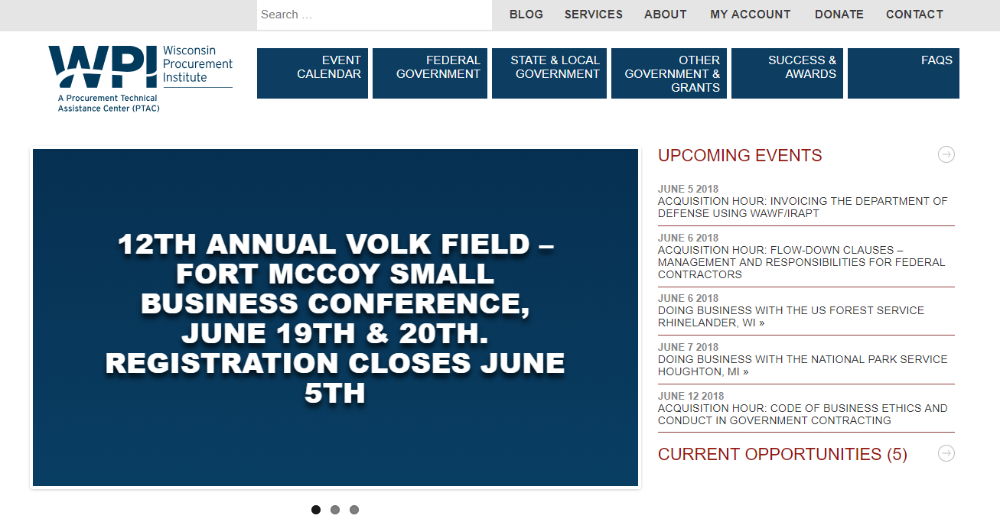 Search …
BLOG
SERVICES
ABOUT
MY ACCOUNT
DONATE
CONTACT
WPI
Wisconsin
Procurement
Institute
A Procurement Technical
Assistance Center (PTAC)
EVENT
CALENDAR
FEDERAL
GOVERNMENT
STATE & LOCAL
GOVERNMENT
OTHER
GOVERNMENT &
GRANTS
SUCCESS &
AWARDS
FAQS
12TH ANNUAL VOLK FIELD –
FORT MCCOY SMALL
BUSINESS CONFERENCE,
JUNE 19TH & 20TH.
REGISTRATION CLOSES JUNE
5TH
UPCOMING EVENTS
JUNE 5 2018
ACQUISITION HOUR: INVOICING THE DEPARTMENT OF
DEFENSE USING WAWF/IRAPT
JUNE 6 2018
ACQUISITION HOUR: FLOW-DOWN CLAUSES –
MANAGEMENT AND RESPONSIBILITIES FOR FEDERAL
CONTRACTORS
JUNE 6 2018
DOING BUSINESS WITH THE US FOREST SERVICE
RHINELANDER, WI »
JUNE 7 2018
DOING BUSINESS WITH THE NATIONAL PARK SERVICE
HOUGHTON, MI »
JUNE 12 2018
ACQUISITION HOUR: CODE OF BUSINESS ETHICS AND
CONDUCT IN GOVERNMENT CONTRACTING
CURRENT OPPORTUNITIES (5)